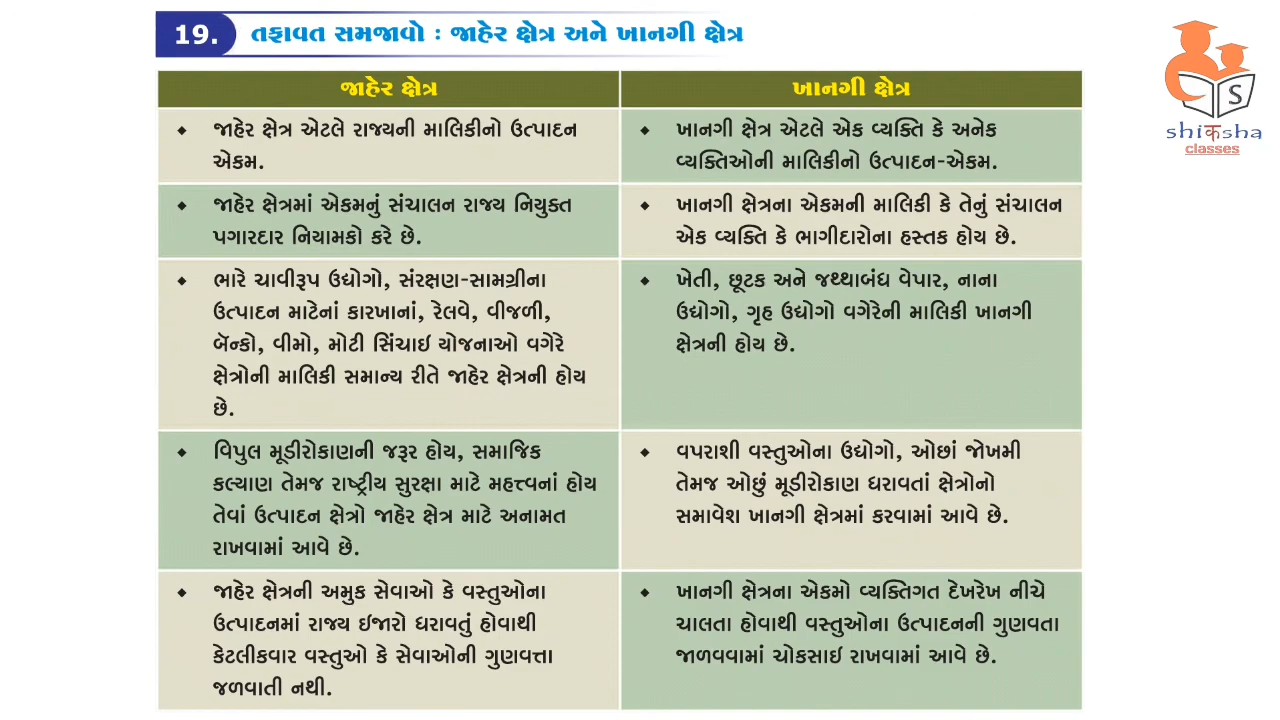 19. તફાવત સમજાવો : જાહેર ક્ષેત્ર અને ખાનગી ક્ષેત્ર
shiक्sha
classes
S
જાહેર ક્ષેત્ર
ખાનગી ક્ષેત્ર
◆ જાહેર ક્ષેત્ર એટલે રાજ્યની માલિકીનો ઉત્પાદન
એકમ.
◆ ખાનગી ક્ષેત્ર એટલે એક વ્યક્તિ કે અનેક
વ્યક્તિઓની માલિકીનો ઉત્પાદન-એકમ.
◆ જાહેર ક્ષેત્રમાં એકમનું સંચાલન રાજ્ય નિયુક્ત
પગારદાર નિયામકો કરે છે.
◆ ખાનગી ક્ષેત્રના એકમની માલિકી કે તેનું સંચાલન
એક વ્યક્તિ કે ભાગીદારોના હસ્તક હોય છે.
◆ ભારે ચાવીરૂપ ઉદ્યોગો, સંરક્ષણ-સામગ્રીના
ઉત્પાદન માટેનાં કારખાનાં, રેલવે, વીજળી,
બૅન્કો, વીમો, મોટી સિંચાઇ યોજનાઓ વગેરે
ક્ષેત્રોની માલિકી સમાન્ય રીતે જાહેર ક્ષેત્રની હોય
છે.
◆ ખેતી, છૂટક અને જથ્થાબંધ વેપાર, નાના
ઉદ્યોગો, ગૃહ ઉદ્યોગો વગેરેની માલિકી ખાનગી
ક્ષેત્રની હોય છે.
◆ વિપુલ મૂડીરોકાણની જરૂર હોય, સમાજિક
કલ્યાણ તેમજ રાષ્ટ્રીય સુરક્ષા માટે મહત્ત્વનાં હોય
તેવાં ઉત્પાદન ક્ષેત્રો જાહેર ક્ષેત્ર માટે અનામત
રાખવામાં આવે છે.
◆ વપરાશી વસ્તુઓના ઉદ્યોગો, ઓછાં જોખમી
તેમજ ઓછું મૂડીરોકાણ ધરાવતાં ક્ષેત્રોનો
સમાવેશ ખાનગી ક્ષેત્રમાં કરવામાં આવે છે.
◆ જાહેર ક્ષેત્રની અમુક સેવાઓ કે વસ્તુઓના
ઉત્પાદનમાં રાજ્ય ઈજારો ધરાવતું હોવાથી
કેટલીકવાર વસ્તુઓ કે સેવાઓની ગુણવત્તા
જળવાતી નથી.
◆ ખાનગી ક્ષેત્રના એકમો વ્યક્તિગત દેખરેખ નીચે
ચાલતા હોવાથી વસ્તુઓના ઉત્પાદનની ગુણવતા
જાળવવામાં ચોકસાઇ રાખવામાં આવે છે.